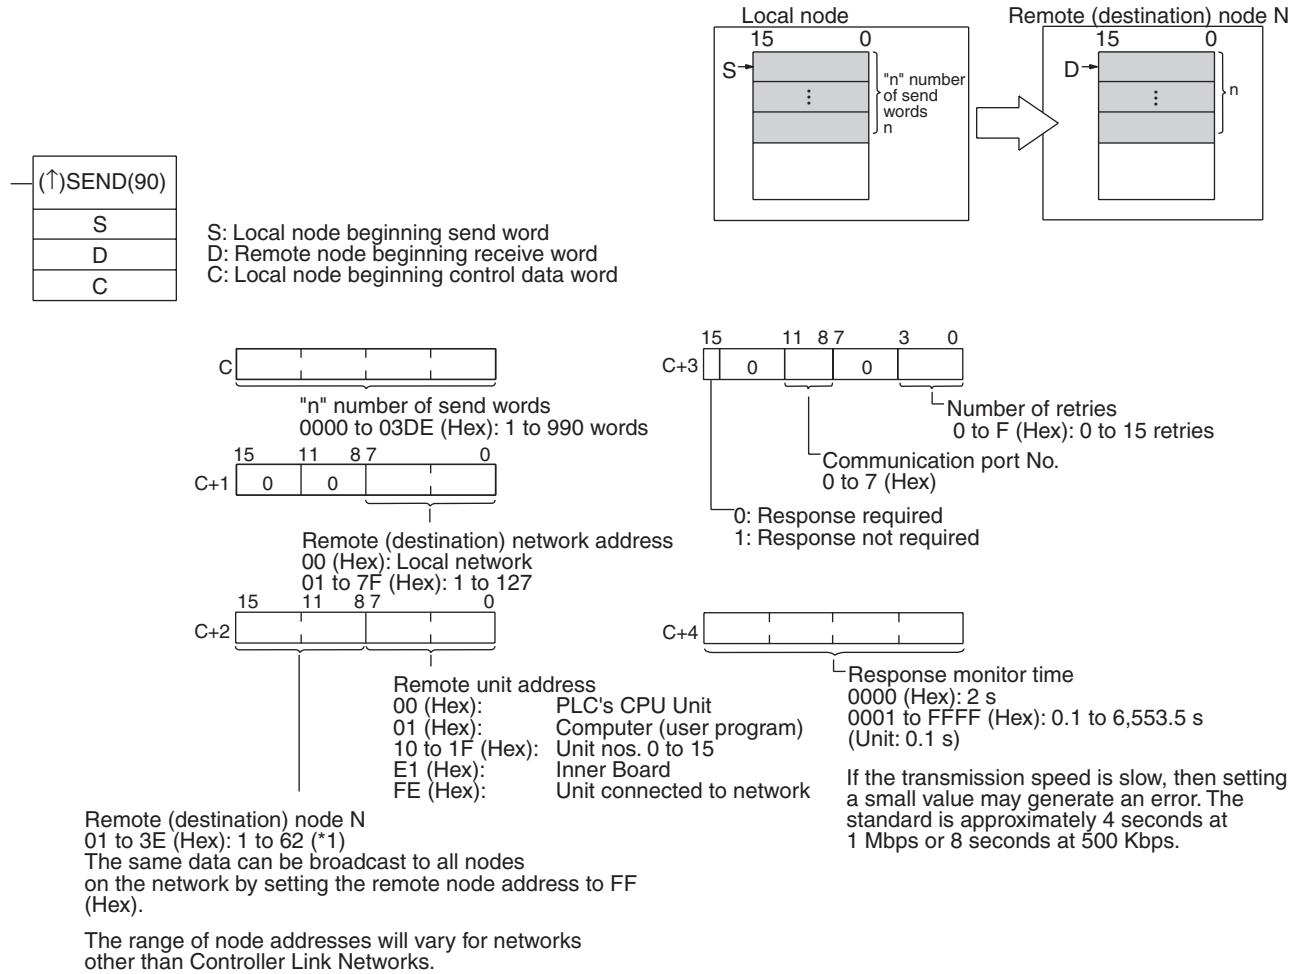 Local node
Remote (destination) node N
15 0
15 0
S
"n" number
of send
words
n
D
n
(↑)SEND(90)
S
D
C
S: Local node beginning send word
D: Remote node beginning receive word
C: Local node beginning control data word
C
"n" number of send words
0000 to 03DE (Hex): 1 to 990 words
15 11 8 7 0
C+1 0 0
Remote (destination) network address
00 (Hex): Local network
01 to 7F (Hex): 1 to 127
15 11 8 7 0
C+2
Remote unit address
00 (Hex): PLC's CPU Unit
01 (Hex): Computer (user program)
10 to 1F (Hex): Unit nos. 0 to 15
E1 (Hex): Inner Board
FE (Hex): Unit connected to network
Remote (destination) node N
01 to 3E (Hex): 1 to 62 (*1)
The same data can be broadcast to all nodes
on the network by setting the remote node address to FF
(Hex).
The range of node addresses will vary for networks
other than Controller Link Networks.
15 11 8 7 3 0
C+3 0 0
Number of retries
0 to F (Hex): 0 to 15 retries
Communication port No.
0 to 7 (Hex)
0: Response required
1: Response not required
C+4
Response monitor time
0000 (Hex): 2 s
0001 to FFFF (Hex): 0.1 to 6,553.5 s
(Unit: 0.1 s)
If the transmission speed is slow, then setting
a small value may generate an error. The
standard is approximately 4 seconds at
1 Mbps or 8 seconds at 500 Kbps.